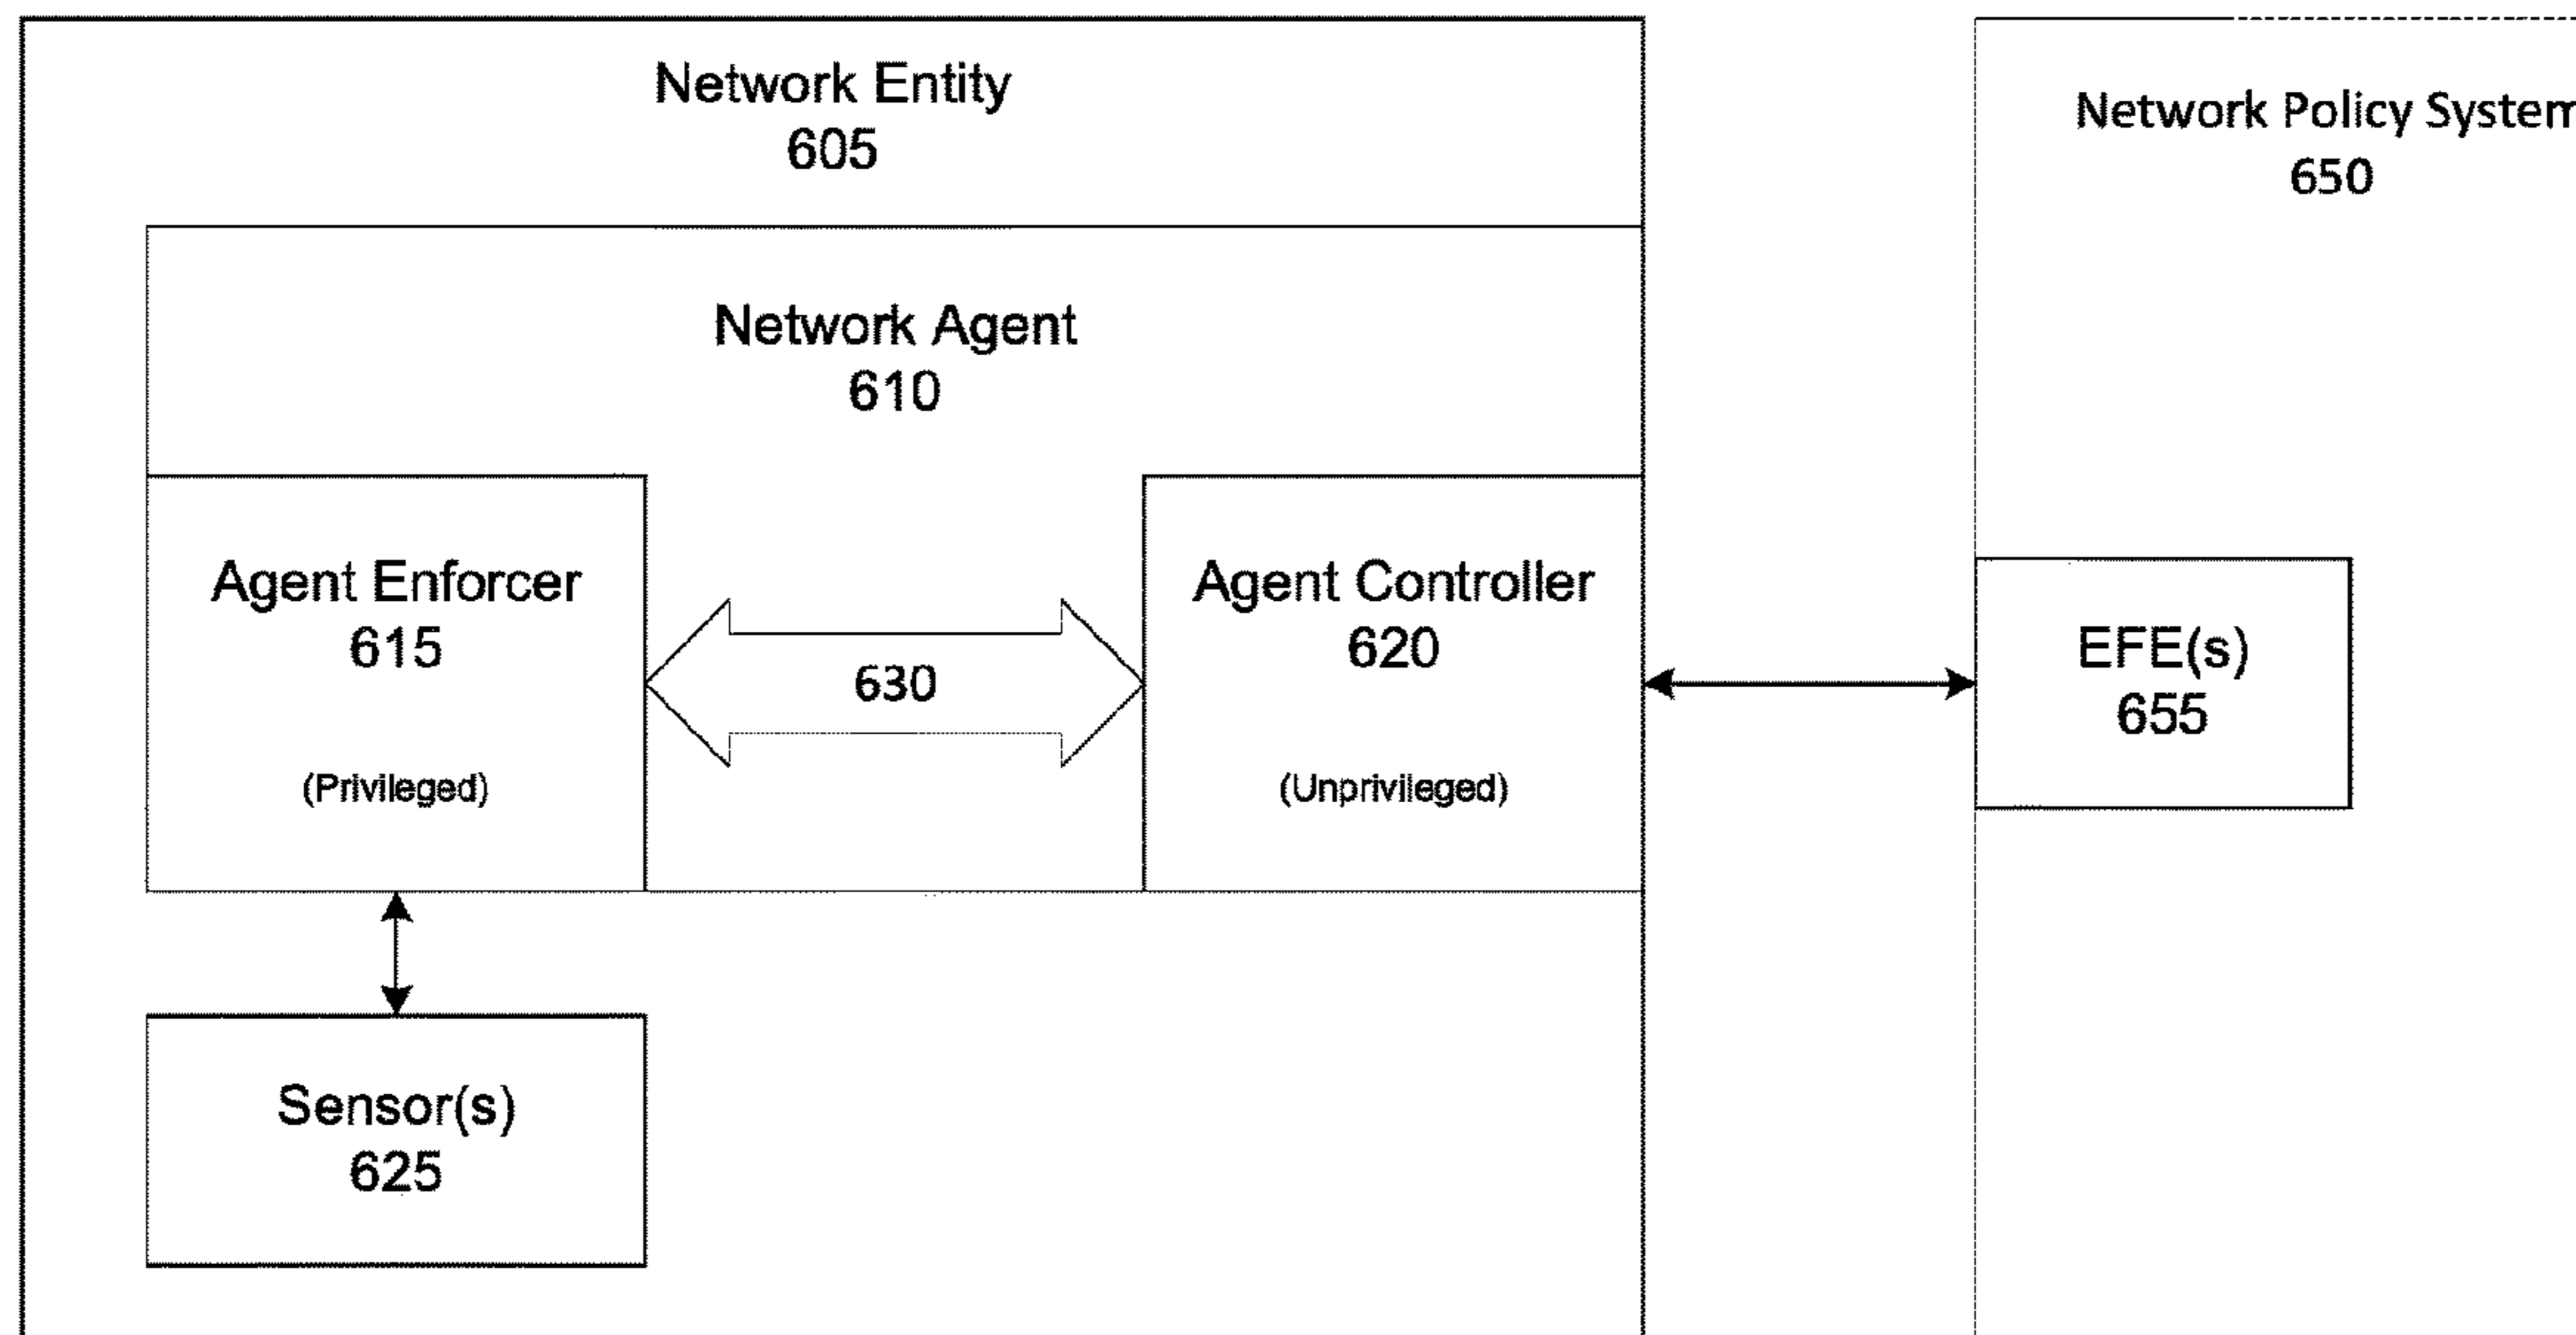 Network Entity
605
Network Policy System
650
Network Agent
610
Agent Enforcer
615
(Privileged)
630
Agent Controller
620
(Unprivileged)
EFE(s)
655
Sensor(s)
625